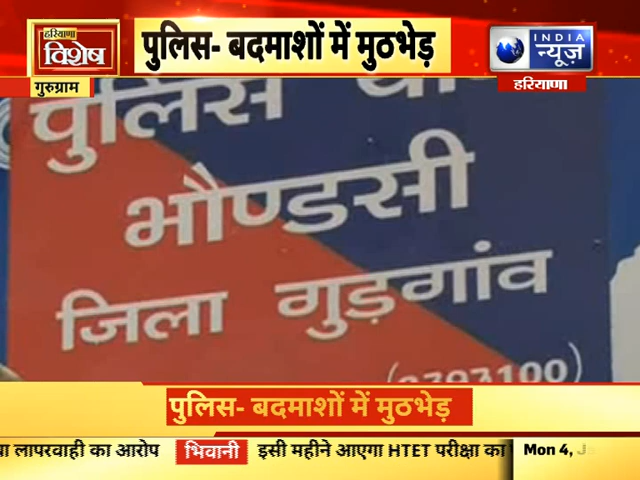 हरियाणा
विशेष
पुलिस- बदमाशों में मुठभेड़
INDIA
न्यूज़
हरियाणा
गुरुग्राम
पुलिस
भौण्डसी
जिला गुड़गांव
पुलिस- बदमाशों में मुठभेड़
लापरवाही का आरोप
भिवानी
इसी महीने आएगा HTET परीक्षा का
Mon 4,